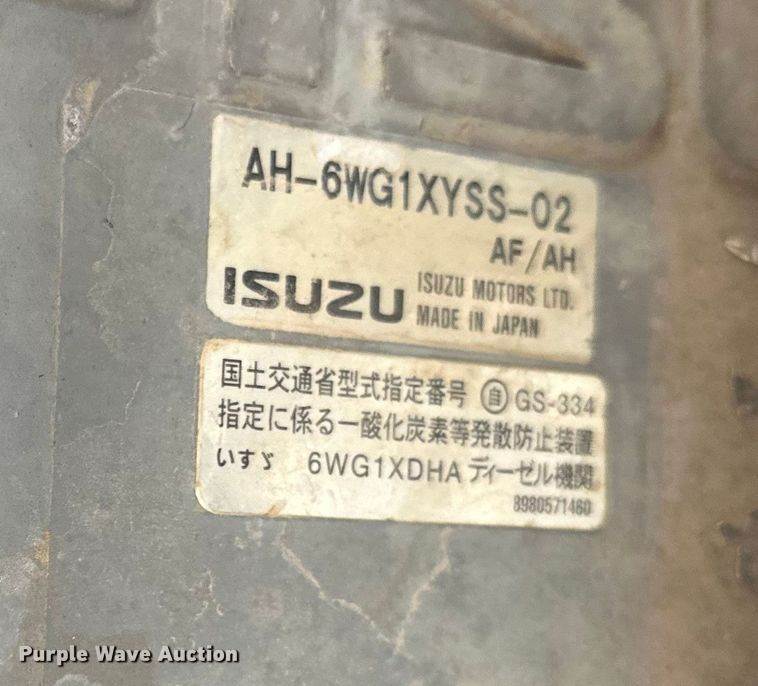 AH-6WG1XYSS-02
AF/AH
ISUZU ISUZU MOTORS LTD.
MADE IN JAPAN
国土交通省型式指定番号 自 GS-334
指定に係る一酸化炭素等発散防止装置
いすゞ 6WG1XDHA ディーゼル機関
8980571460
Purple Wave Auction